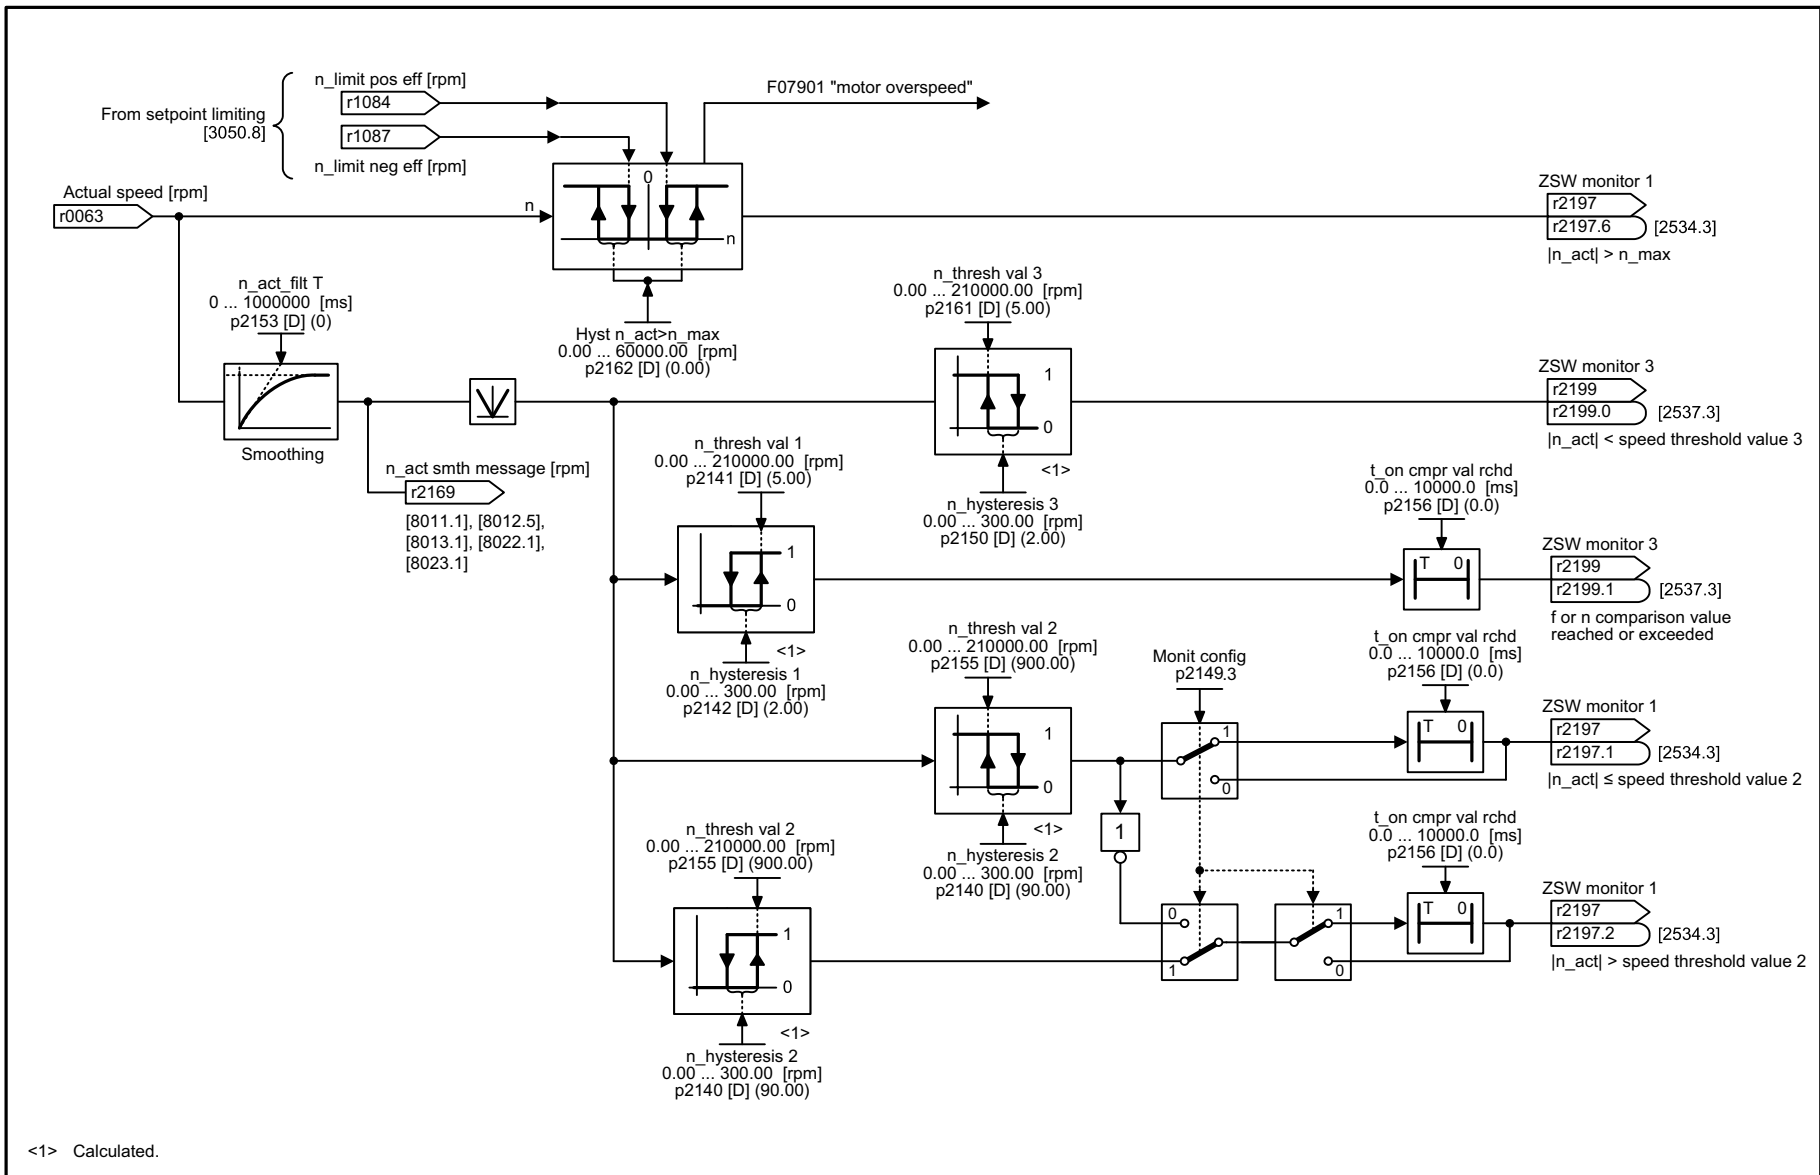 n_limit pos eff [rpm]
r1084
From setpoint limiting
[3050.8]
r1087
n_limit neg eff [rpm]
F07901 "motor overspeed"
Actual speed [rpm]
r0063
n
0
n
ZSW monitor 1
r2197
r2197.6
[2534.3]
|n_act| > n_max
Hyst n_act>n_max
0.00 ... 60000.00 [rpm]
p2162 [D] (0.00)
n_act_filt T
0 ... 1000000 [ms]
p2153 [D] (0)
Smoothing
n_act smth message [rpm]
r2169
[8011.1], [8012.5],
[8013.1], [8022.1],
[8023.1]
n_thresh val 3
0.00 ... 210000.00 [rpm]
p2161 [D] (5.00)
1
0
<1>
n_hysteresis 3
0.00 ... 300.00 [rpm]
p2150 [D] (2.00)
ZSW monitor 3
r2199
r2199.0
[2537.3]
|n_act| < speed threshold value 3
n_thresh val 1
0.00 ... 210000.00 [rpm]
p2141 [D] (5.00)
1
0
<1>
n_hysteresis 1
0.00 ... 300.00 [rpm]
p2142 [D] (2.00)
t_on cmpr val rchd
0.0 ... 10000.0 [ms]
p2156 [D] (0.0)
T 0
ZSW monitor 3
r2199
r2199.1
[2537.3]
f or n comparison value
reached or exceeded
n_thresh val 2
0.00 ... 210000.00 [rpm]
p2155 [D] (900.00)
1
0
<1>
n_hysteresis 2
0.00 ... 300.00 [rpm]
p2140 [D] (90.00)
Monit config
p2149.3
1
0
1
t_on cmpr val rchd
0.0 ... 10000.0 [ms]
p2156 [D] (0.0)
T 0
ZSW monitor 1
r2197
r2197.1
[2534.3]
|n_act| ≤ speed threshold value 2
n_thresh val 2
0.00 ... 210000.00 [rpm]
p2155 [D] (900.00)
1
0
<1>
n_hysteresis 2
0.00 ... 300.00 [rpm]
p2140 [D] (90.00)
0
1
1
0
t_on cmpr val rchd
0.0 ... 10000.0 [ms]
p2156 [D] (0.0)
T 0
ZSW monitor 1
r2197
r2197.2
[2534.3]
|n_act| > speed threshold value 2
<1> Calculated.